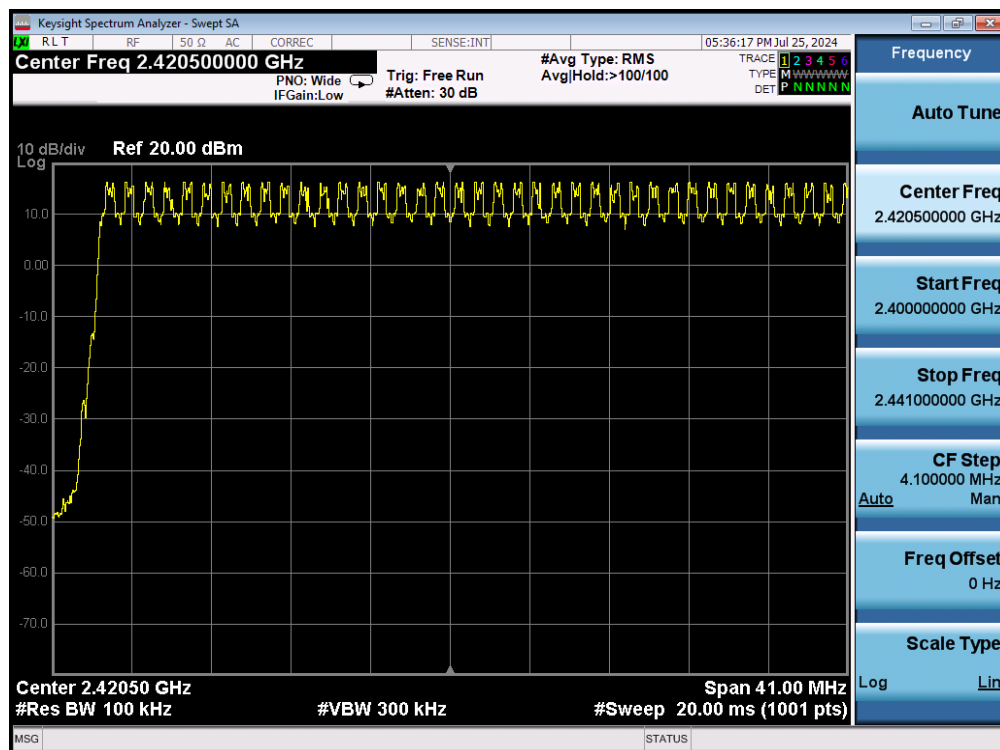 Keysight Spectrum Analyzer - Swept SA
LXI RLT RF 50 Ω AC CORREC SENSE:INT 05:36:17 PM Jul 25, 2024
Center Freq 2.420500000 GHz
PNO: Wide
IFGain:Low
Trig: Free Run
#Atten: 30 dB
#Avg Type: RMS
Avg|Hold:>100/100
TRACE 1 2 3 4 5 6
TYPE M WWWWW
DET P N N N N N
10 dB/div
Log
Ref 20.00 dBm
10.0
0.00
-10.0
-20.0
-30.0
-40.0
-50.0
-60.0
-70.0
Center 2.42050 GHz
Span 41.00 MHz
#Res BW 100 kHz
#VBW 300 kHz
#Sweep 20.00 ms (1001 pts)
MSG
STATUS
Frequency
Auto Tune
Center Freq
2.420500000 GHz
Start Freq
2.400000000 GHz
Stop Freq
2.441000000 GHz
CF Step
4.100000 MHz
Auto Man
Freq Offset
0 Hz
Scale Type
Log Lin